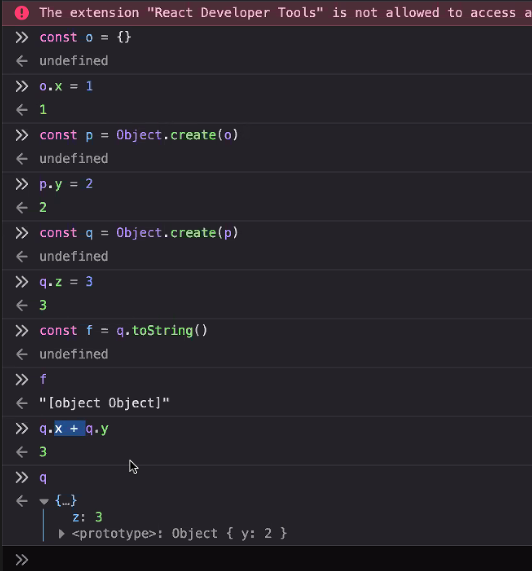 The extension "React Developer Tools" is not allowed to access a
const o = {}
undefined
o.x = 1
1
const p = Object.create(o)
undefined
p.y = 2
2
const q = Object.create(p)
undefined
q.z = 3
3
const f = q.toString()
undefined
f
"[object Object]"
q.x + q.y
3
q
{…}
z: 3
<prototype>: Object { y: 2 }